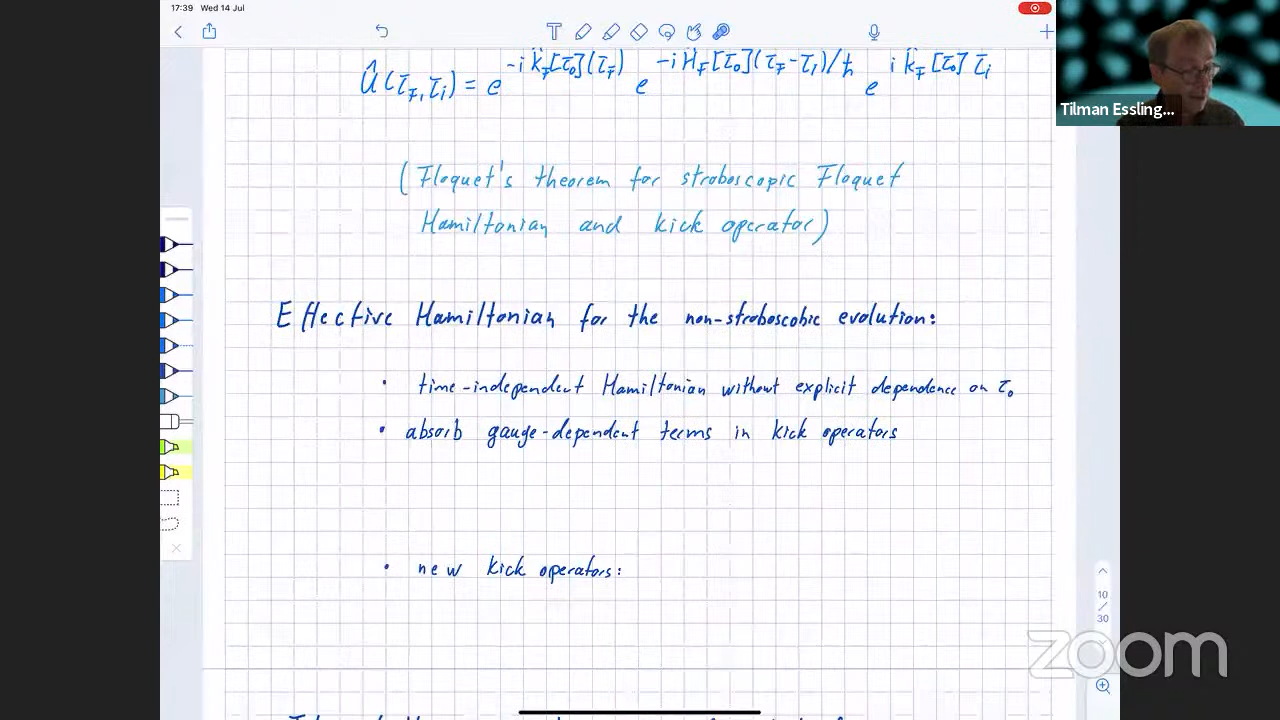 17:39 Wed 14 Jul
Tilman Essling...
Û(τ_F, τ_i) = e^{-i K̂_F[τ_0](τ_F)} e^{-i Ĥ_F[τ_0](τ_F-τ_i)/ħ} e^{i K̂_F[τ_0] τ_i}
(Floquet's theorem for stroboscopic Floquet
Hamiltonian and kick operator)
Effective Hamiltonian for the non-stroboscobic evolution:
• time-independent Hamiltonian without explicit dependence on τ_0
• absorb gauge-dependent terms in kick operators
• new kick operators:
10
/
30
zoom